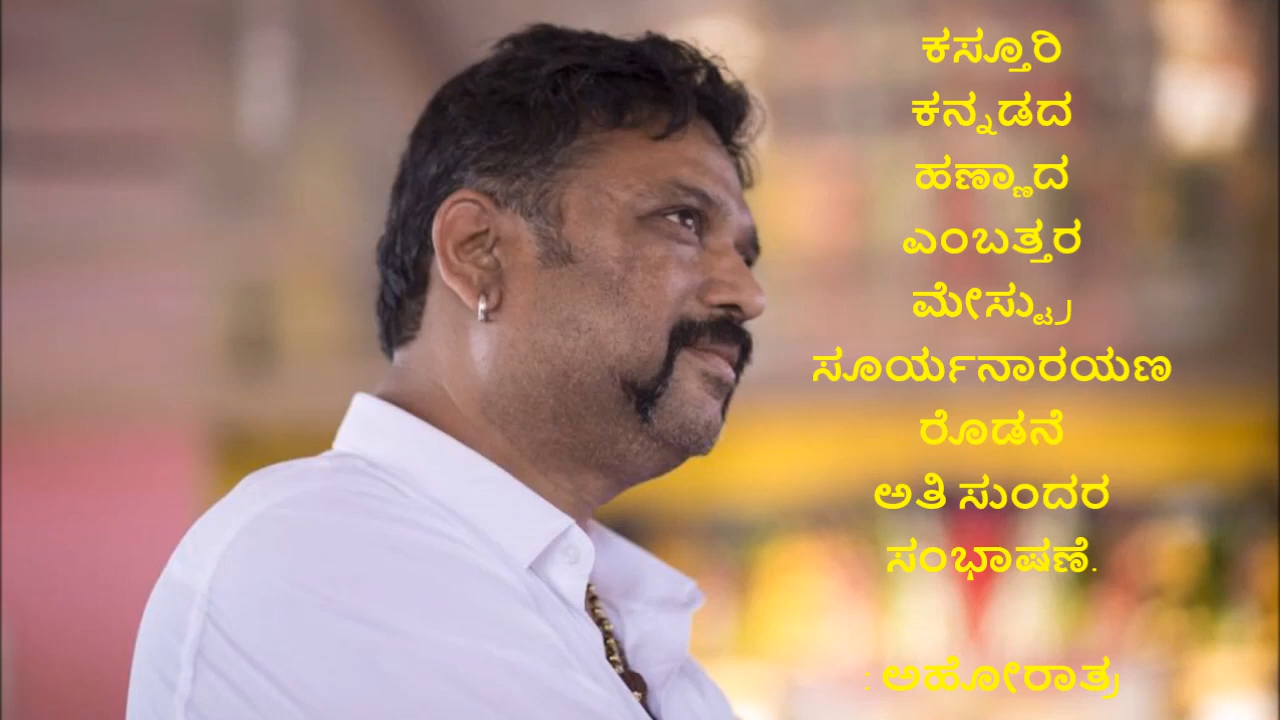 ಕಸ್ತೂರಿ
ಕನ್ನಡದ
ಹಣ್ಣಾದ
ಎಂಬತ್ತರ
ಮೇಸ್ಟ್ರು
ಸೂರ್ಯನಾರಯಣ
ರೊಡನೆ
ಅತಿ ಸುಂದರ
ಸಂಭಾಷಣೆ.
: ಅಹೋರಾತ್ರ